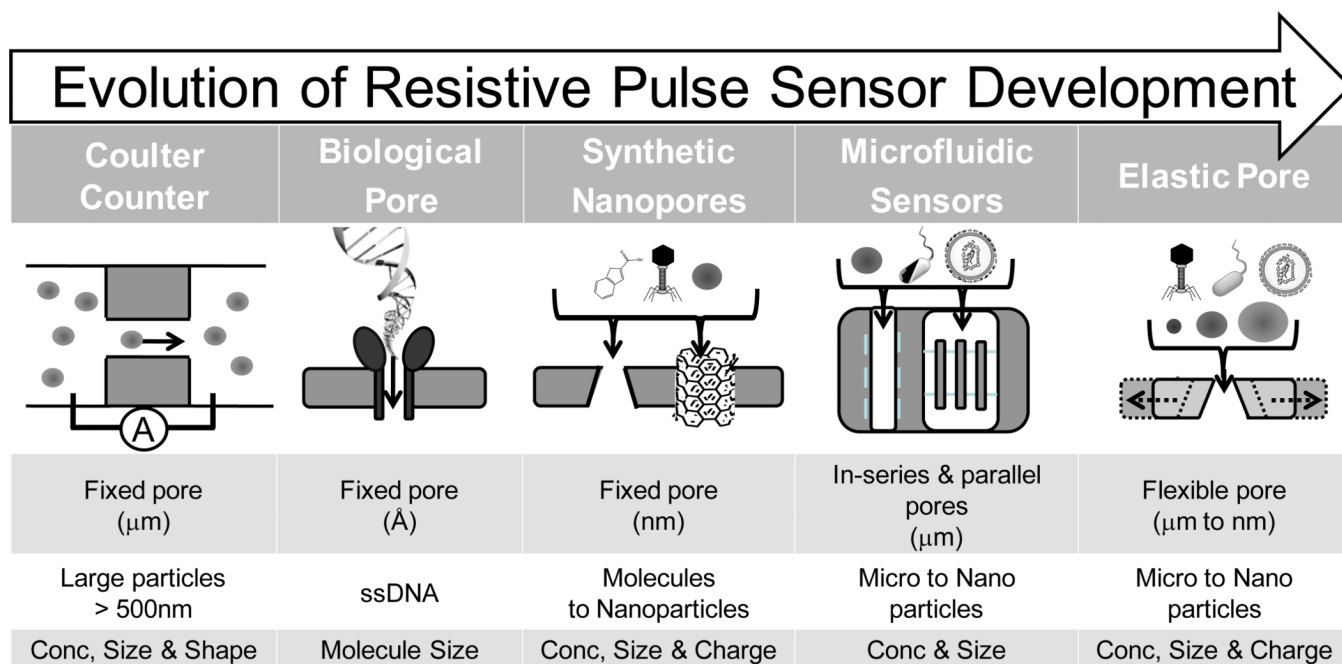 Evolution of Resistive Pulse Sensor Development
Coulter
Counter
Biological
Pore
Synthetic
Nanopores
Microfluidic
Sensors
Elastic Pore
OH
O
A
Fixed pore
(μm)
Fixed pore
(Å)
Fixed pore
(nm)
In-series & parallel
pores
(μm)
Flexible pore
(μm to nm)
Large particles
> 500nm
ssDNA
Molecules
to Nanoparticles
Micro to Nano
particles
Micro to Nano
particles
Conc, Size & Shape
Molecule Size
Conc, Size & Charge
Conc & Size
Conc, Size & Charge